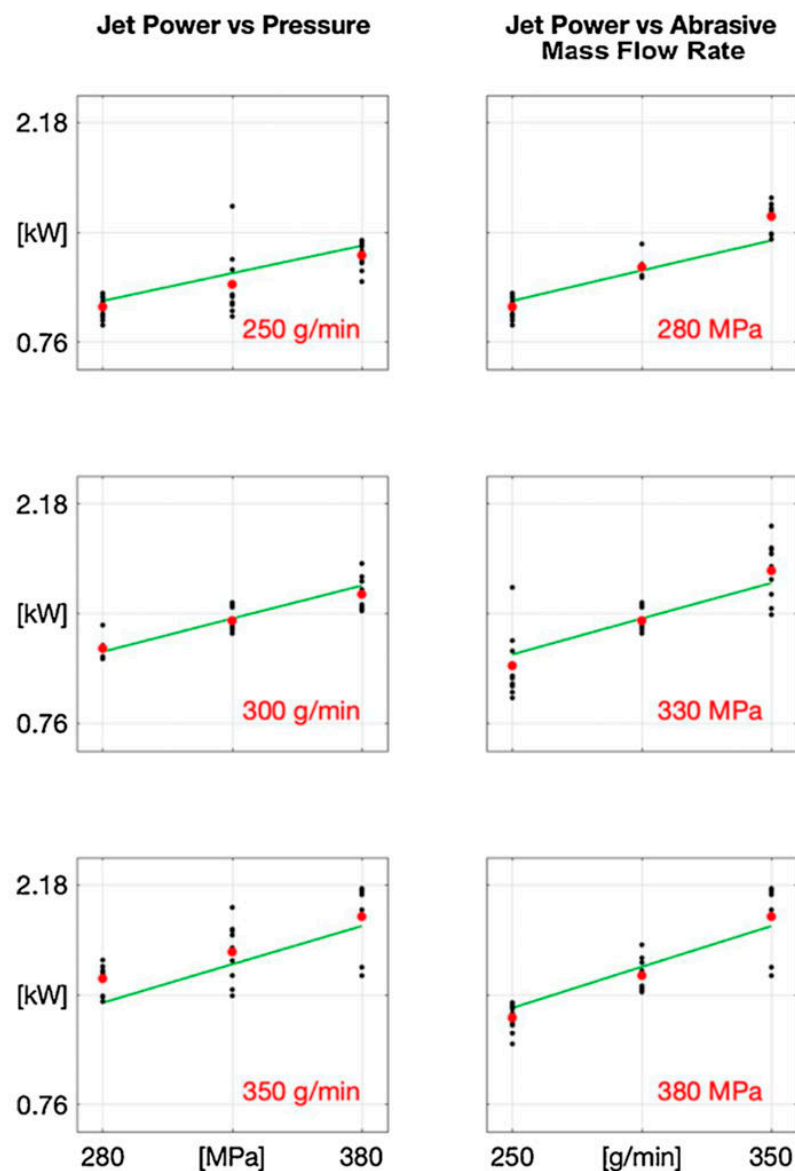 Jet Power vs Pressure
Jet Power vs Abrasive
Mass Flow Rate
2.18
[kW]
0.76
250 g/min
280 MPa
2.18
[kW]
0.76
300 g/min
330 MPa
2.18
[kW]
0.76
350 g/min
380 MPa
280 [MPa] 380
250 [g/min] 350